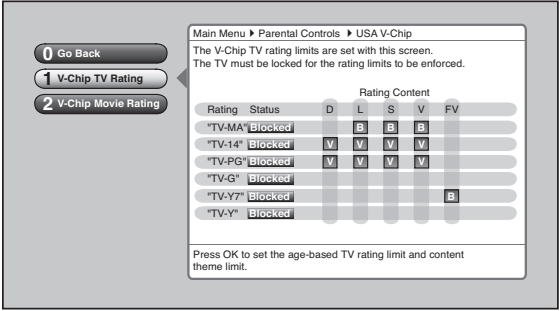 Main Menu ▶ Parental Controls ▶ USA V-Chip
0 Go Back
1 V-Chip TV Rating
2 V-Chip Movie Rating
The V-Chip TV rating limits are set with this screen.
The TV must be locked for the rating limits to be enforced.
Rating Content
Rating Status D L S V FV
"TV-MA" Blocked B B B
"TV-14" Blocked V V V V
"TV-PG" Blocked V V V V
"TV-G" Blocked
"TV-Y7" Blocked B
"TV-Y" Blocked
Press OK to set the age-based TV rating limit and content
theme limit.